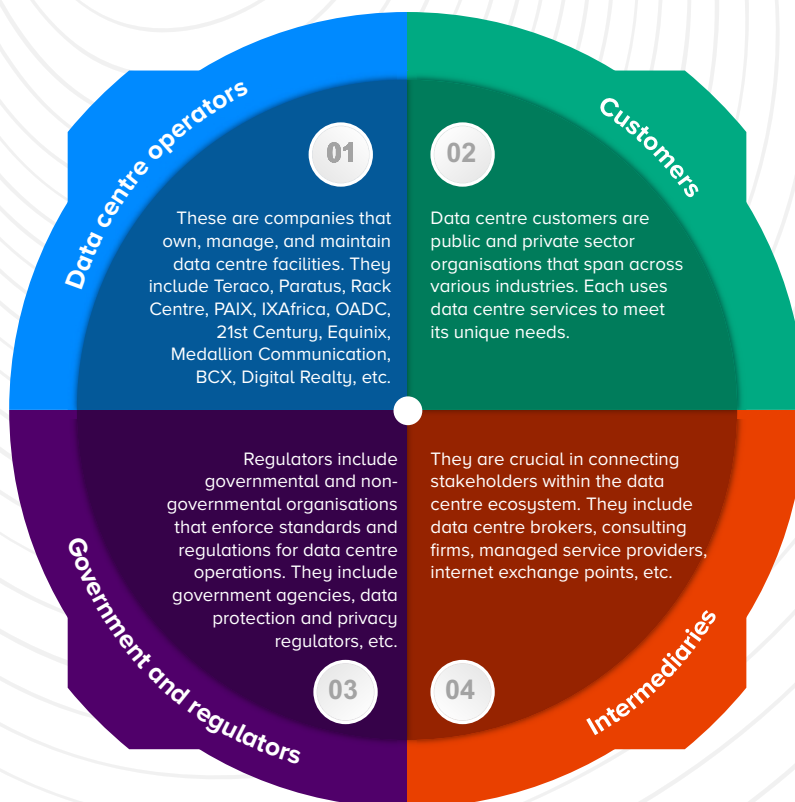 Data centre operators
01
These are companies that
own, manage, and maintain
data centre facilities. They
include Teraco, Paratus, Rack
Centre, PAIX, IXAfrica, OADC,
21st Century, Equinix,
Medallion Communication,
BCX, Digital Realty, etc.
Customers
02
Data centre customers are
public and private sector
organisations that span across
various industries. Each uses
data centre services to meet
its unique needs.
Government and regulators
Regulators include
governmental and non-
governmental organisations
that enforce standards and
regulations for data centre
operations. They include
government agencies, data
protection and privacy
regulators, etc.
03
Intermediaries
They are crucial in connecting
stakeholders within the data
centre ecosystem. They include
data centre brokers, consulting
firms, managed service providers,
internet exchange points, etc.
04